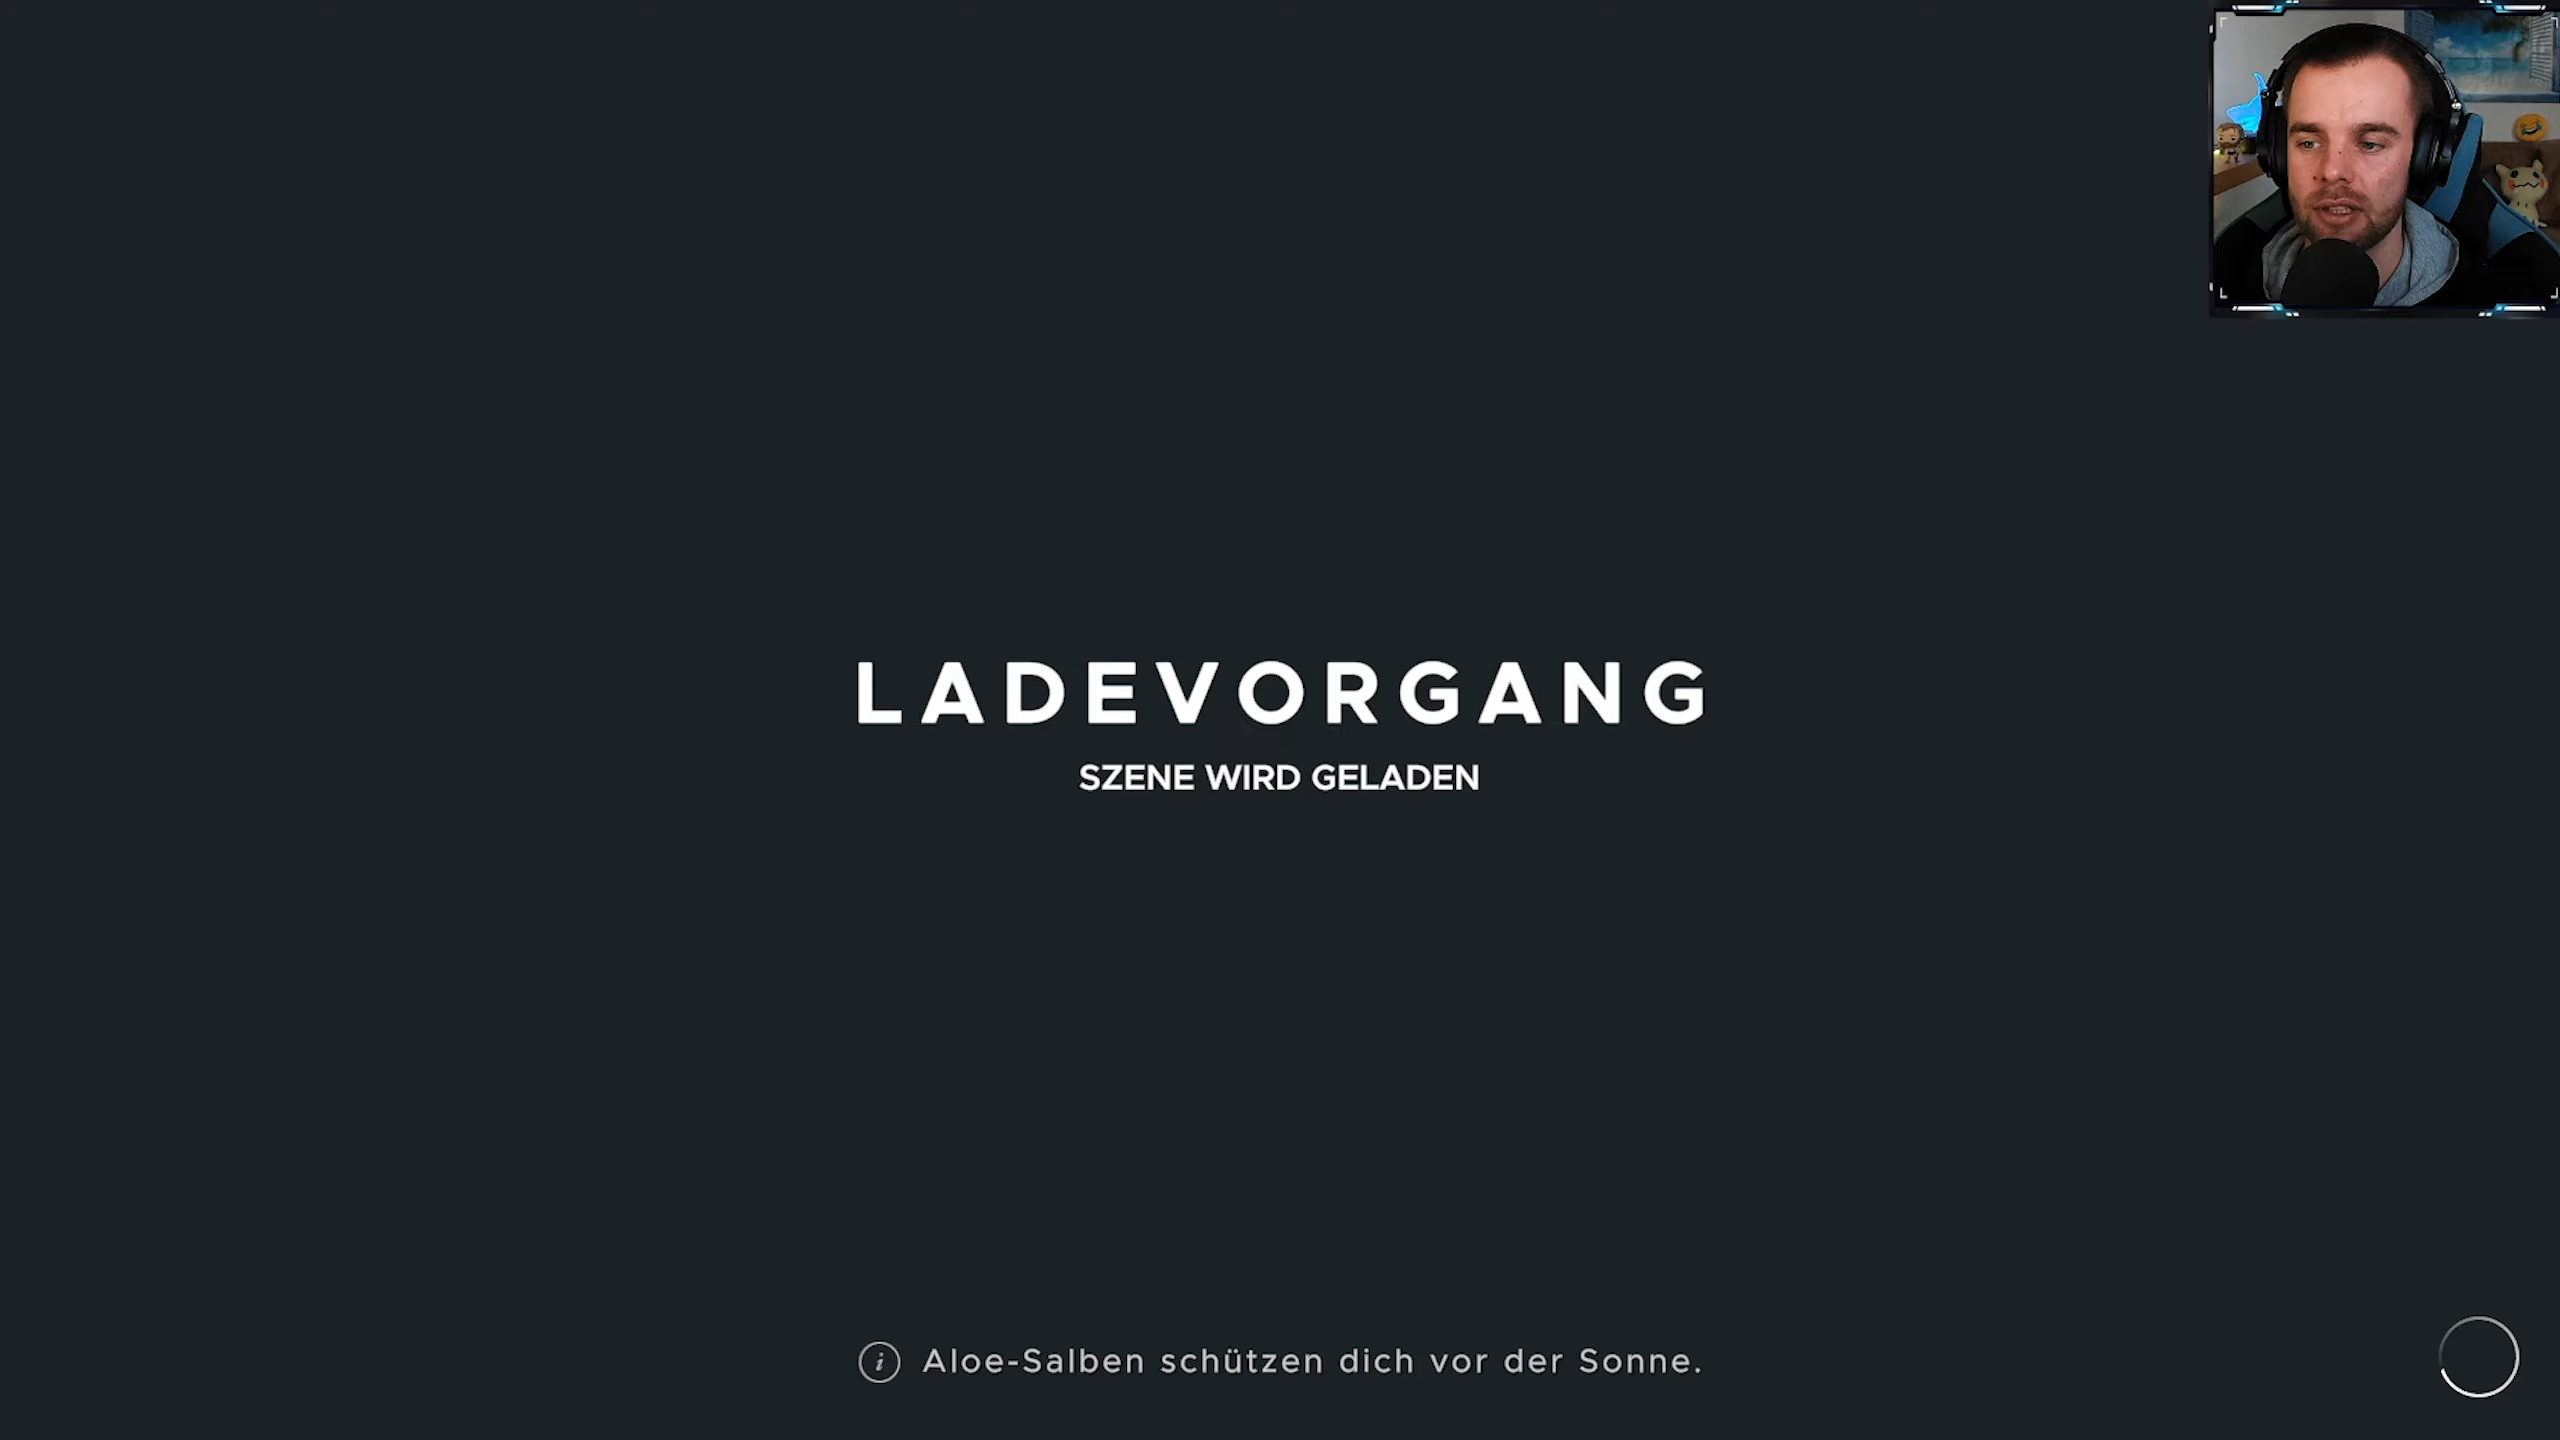 LADEVORGANG
SZENE WIRD GELADEN
i Aloe-Salben schützen dich vor der Sonne.